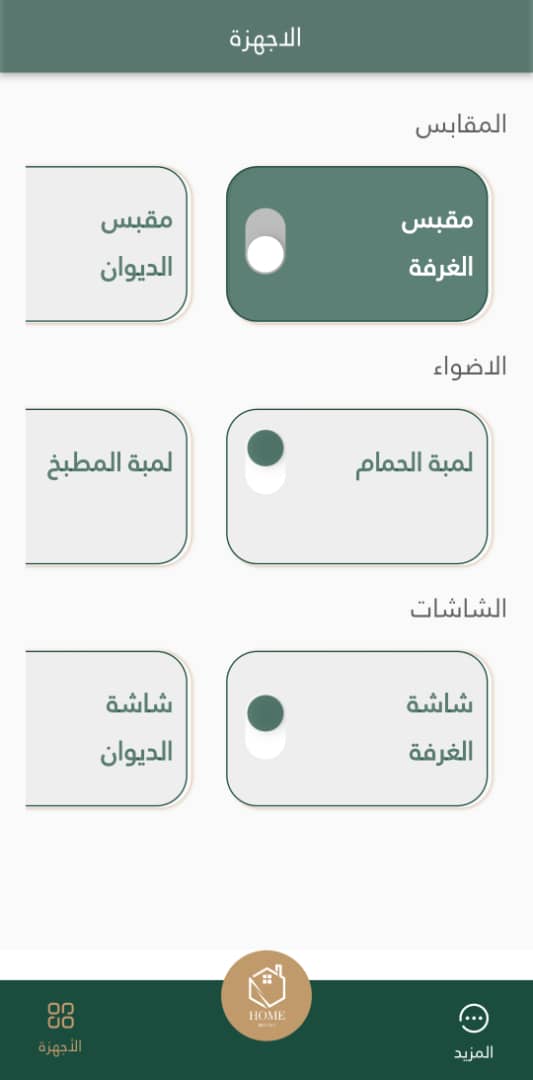 الاجهزة
المقابس
مقبس
الغرفة
مقبس
الديوان
الاضواء
لمبة الحمام
لمبة المطبخ
الشاشات
شاشة
الغرفة
شاشة
الديوان
المزيد
HOME
الأجهزة